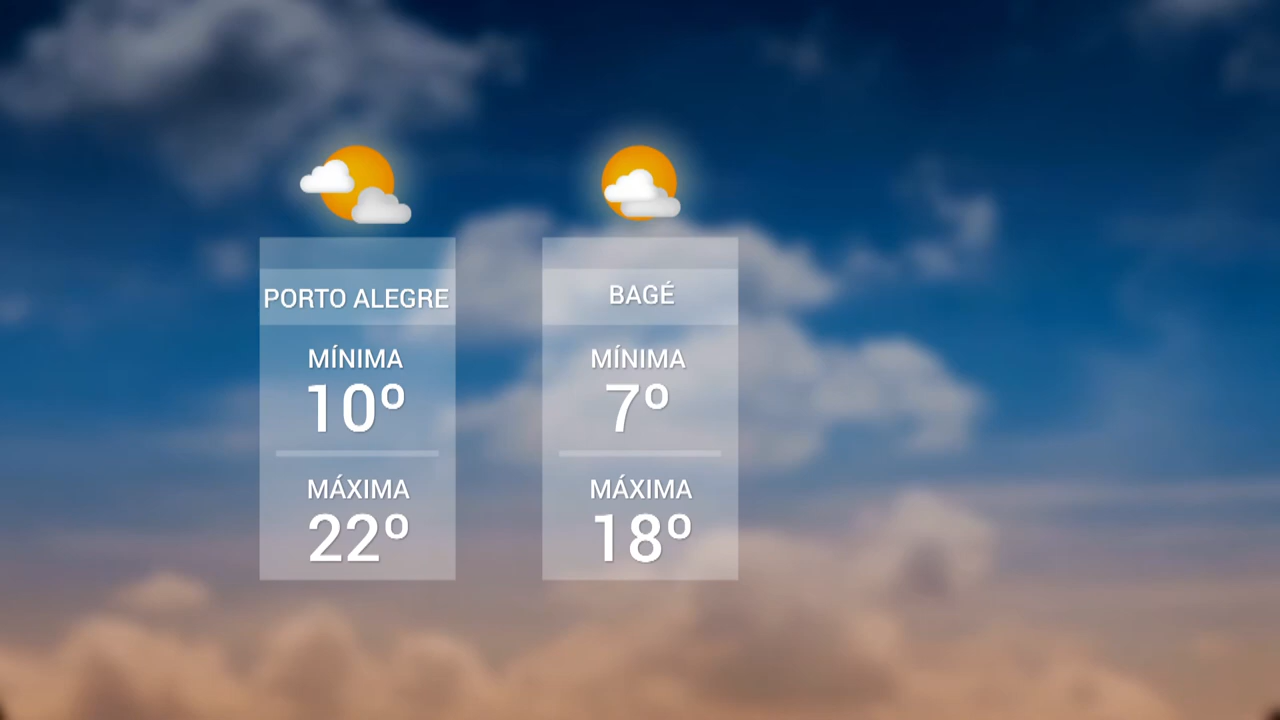 PORTO ALEGRE
MÍNIMA
10º
MÁXIMA
22º
BAGÉ
MÍNIMA
7º
MÁXIMA
18º